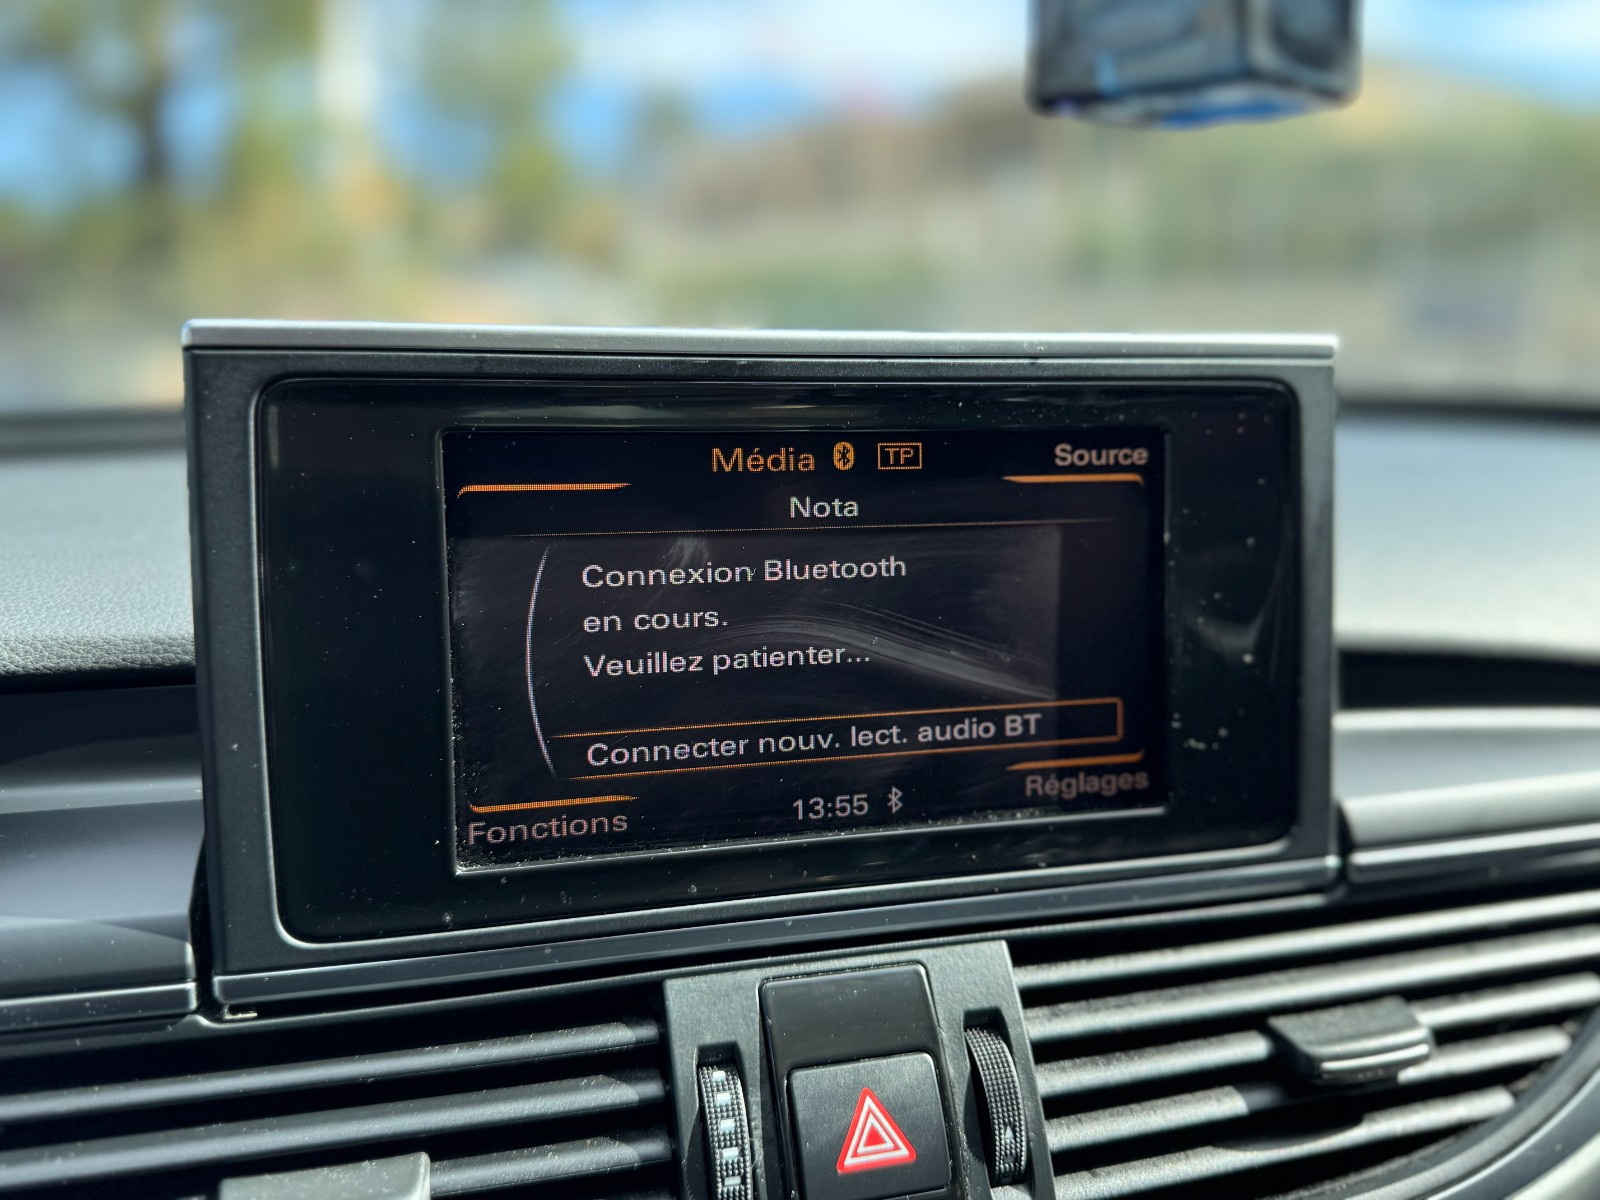 Média TP Source
Nota
Connexion Bluetooth
en cours.
Veuillez patienter...
Connecter nouv. lect. audio BT
Réglages
13:55
Fonctions